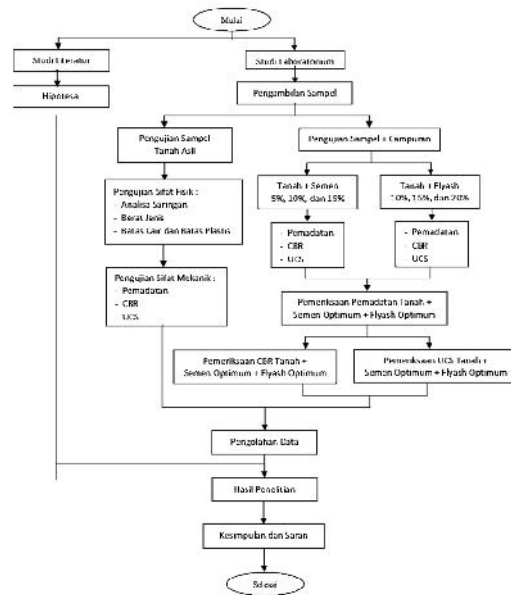 Mulai
Studi Literatur
Studi Laboratorium
Hipotesa
Pengambilan Sampel
Pengujian Sampel
Tanah Asli
Pengujian Sampel + Campuran
Pengujian Sifat Fisik :
- Analisa Saringan
- Berat Jenis
- Batas Cair dan Batas Plastis
Tanah + Semen
5%, 10%, dan 15%
Tanah + Flyash
10%, 15%, dan 20%
- Pemadatan
- CBR
- UCS
- Pemadatan
- CBR
- UCS
Pengujian Sifat Mekanik :
- Pemadatan
- CBR
- UCS
Pemeriksaan Pemadatan Tanah +
Semen Optimum + Flyash Optimum
Pemeriksaan CBR Tanah +
Semen Optimum + Flyash Optimum
Pemeriksaan UCS Tanah +
Semen Optimum + Flyash Optimum
Pengolahan Data
Hasil Penelitian
Kesimpulan dan Saran
Selesai